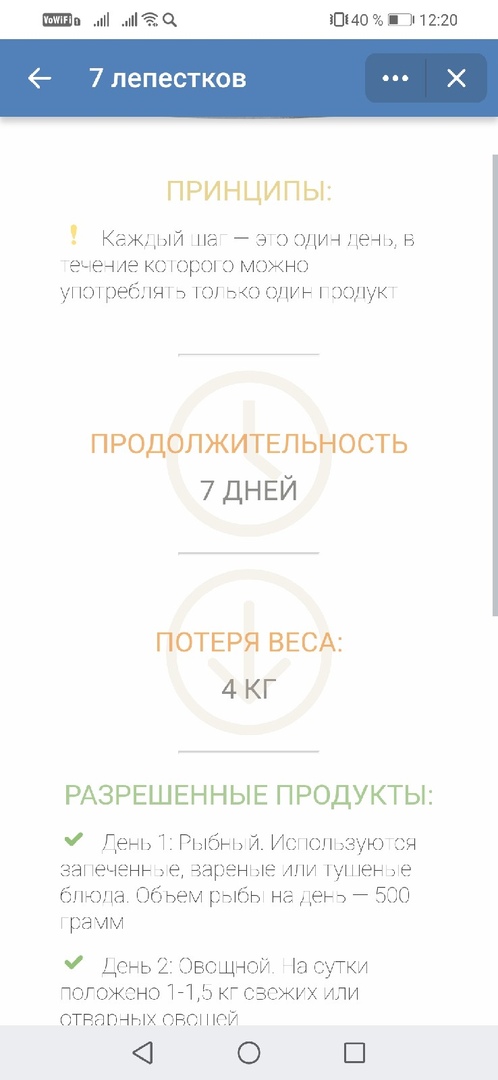 VoWiFi 40 % 12:20
7 лепестков
ПРИНЦИПЫ:
Каждый шаг — это один день, в
течение которого можно
употреблять только один продукт
ПРОДОЛЖИТЕЛЬНОСТЬ
7 ДНЕЙ
ПОТЕРЯ ВЕСА:
4 КГ
РАЗРЕШЕННЫЕ ПРОДУКТЫ:
День 1: Рыбный. Используются
запеченные, вареные или тушеные
блюда. Объем рыбы на день — 500
грамм
День 2: Овощной. На сутки
положено 1-1,5 кг свежих или
отварных овощей